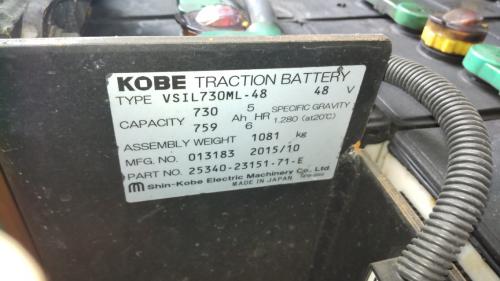 KOBE TRACTION BATTERY
TYPE VSIL730ML-48 48 V
CAPACITY 730 759 Ah 5 6 HR SPECIFIC GRAVITY 1.280 (at20°C)
ASSEMBLY WEIGHT 1081 kg
MFG. NO. 013183 2015/10
PART NO. 25340-23151-71-E
Shin-Kobe Electric Machinery Co., Ltd.
MADE IN JAPAN